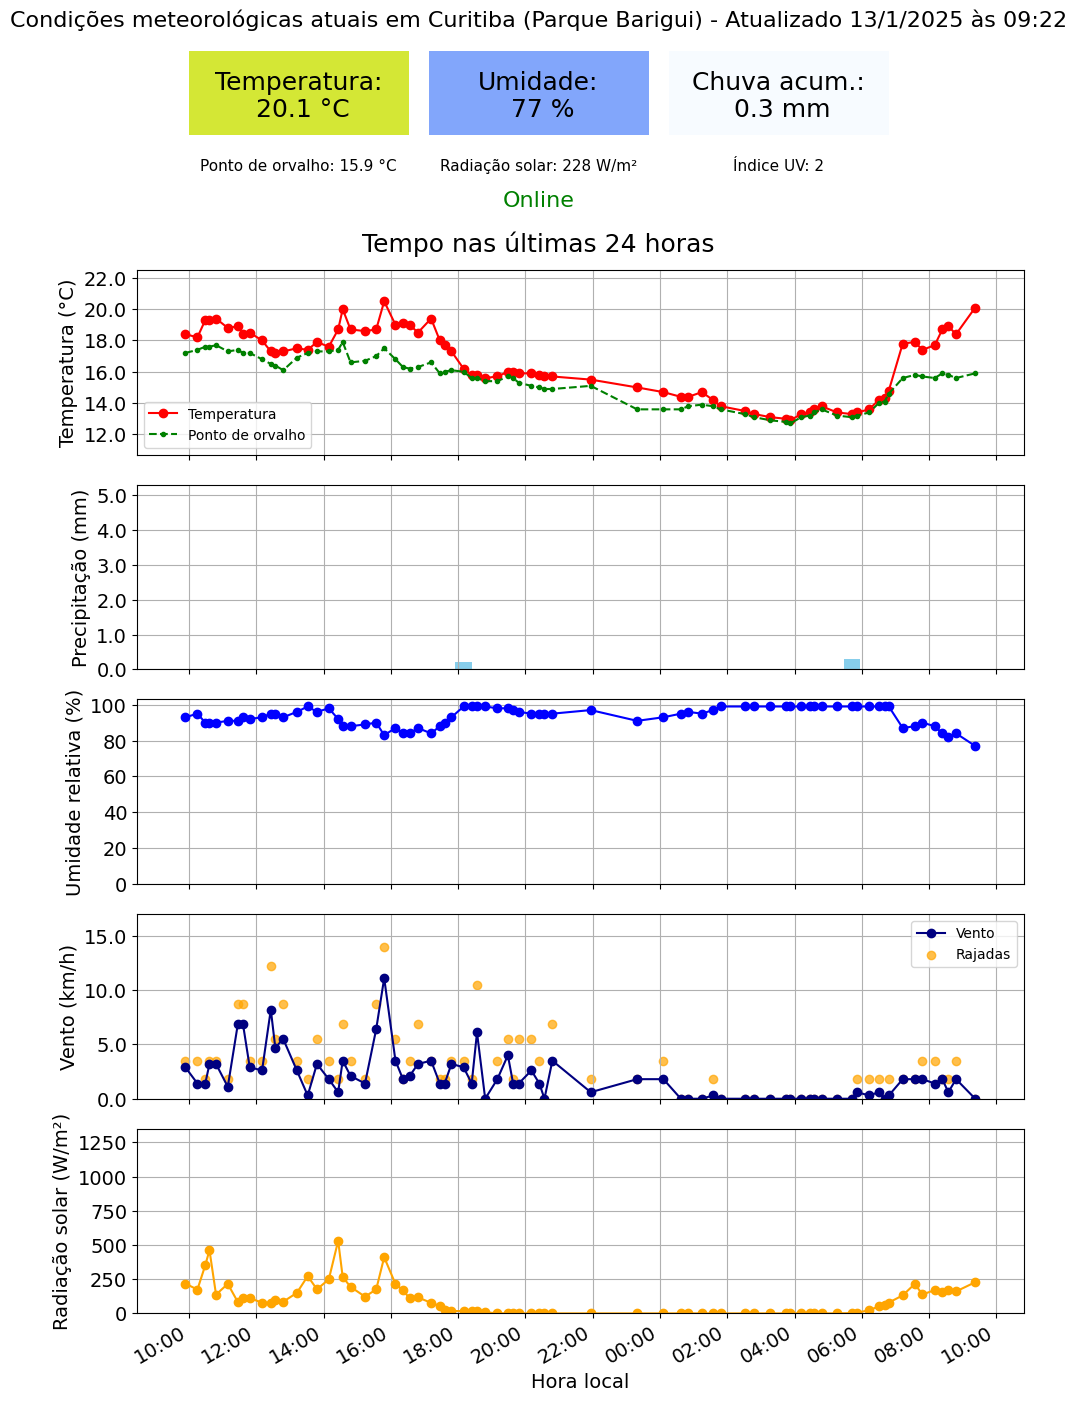 Condições meteorológicas atuais em Curitiba (Parque Barigui) - Atualizado 13/1/2025 às 09:22
Temperatura:
20.1 °C
Umidade:
77 %
Chuva acum.:
0.3 mm
Ponto de orvalho: 15.9 °C
Radiação solar: 228 W/m²
Índice UV: 2
Online
Tempo nas últimas 24 horas
Temperatura (°C)
22.0
20.0
18.0
16.0
14.0
12.0
Temperatura
Ponto de orvalho
Precipitação (mm)
5.0
4.0
3.0
2.0
1.0
0.0
Umidade relativa (%)
100
80
60
40
20
0
Vento (km/h)
15.0
10.0
5.0
0.0
Vento
Rajadas
Radiação solar (W/m²)
1250
1000
750
500
250
0
10:00
12:00
14:00
16:00
18:00
20:00
22:00
00:00
02:00
04:00
06:00
08:00
10:00
Hora local